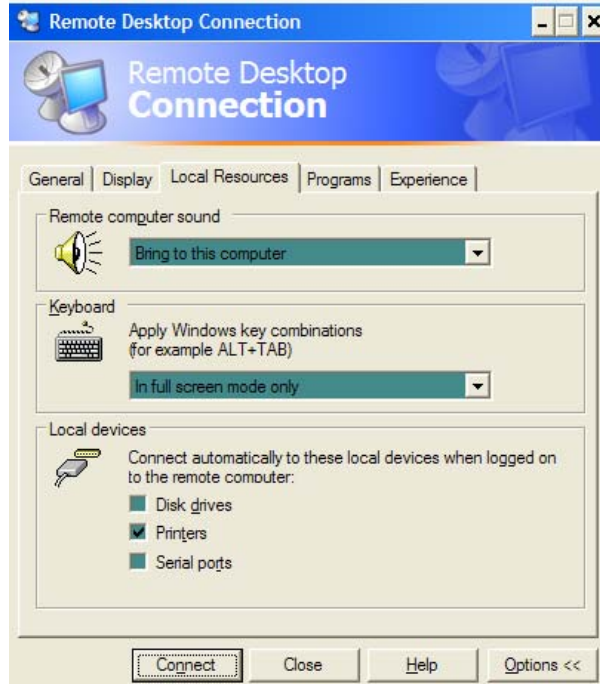 Remote Desktop Connection
Remote Desktop
Connection
General Display Local Resources Programs Experience
Remote computer sound
Bring to this computer
Keyboard
Apply Windows key combinations
(for example ALT+TAB)
In full screen mode only
Local devices
Connect automatically to these local devices when logged on
to the remote computer:
Disk drives
Printers
Serial ports
Connect Close Help Options <<